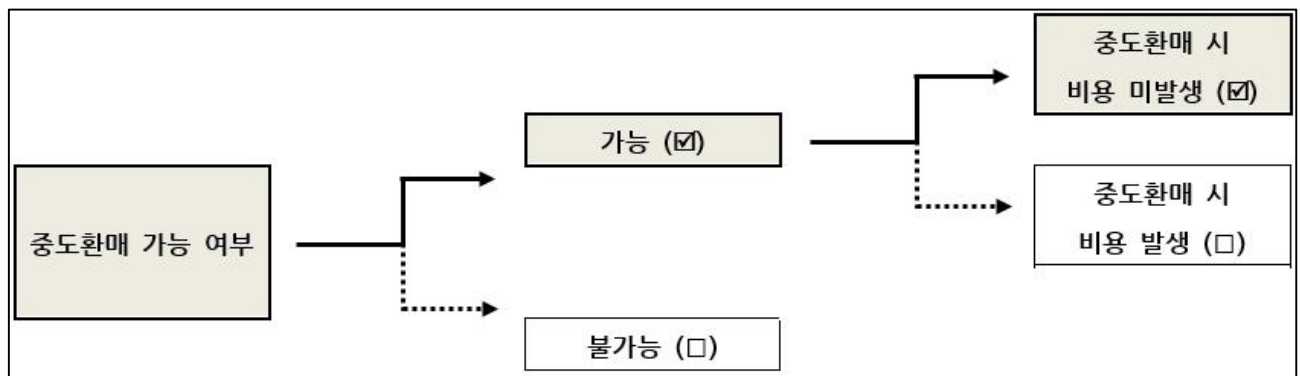 중도환매 가능 여부
가능 (☑)
불가능 (□)
중도환매 시
비용 미발생 (☑)
중도환매 시
비용 발생 (□)